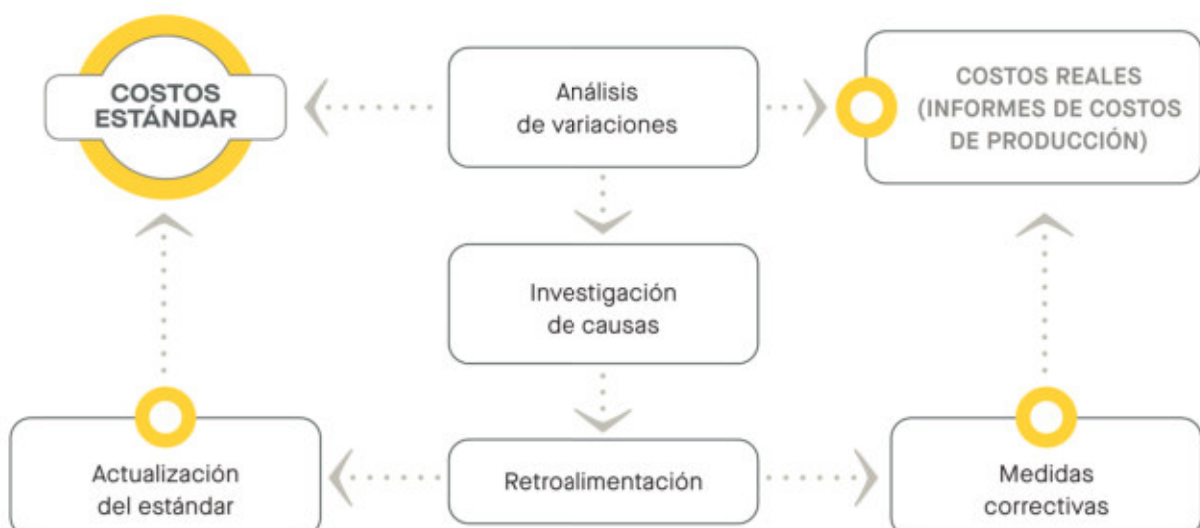 COSTOS
ESTÁNDAR
Análisis
de variaciones
COSTOS REALES
(INFORMES DE COSTOS
DE PRODUCCIÓN)
Investigación
de causas
Actualización
del estándar
Retroalimentación
Medidas
correctivas